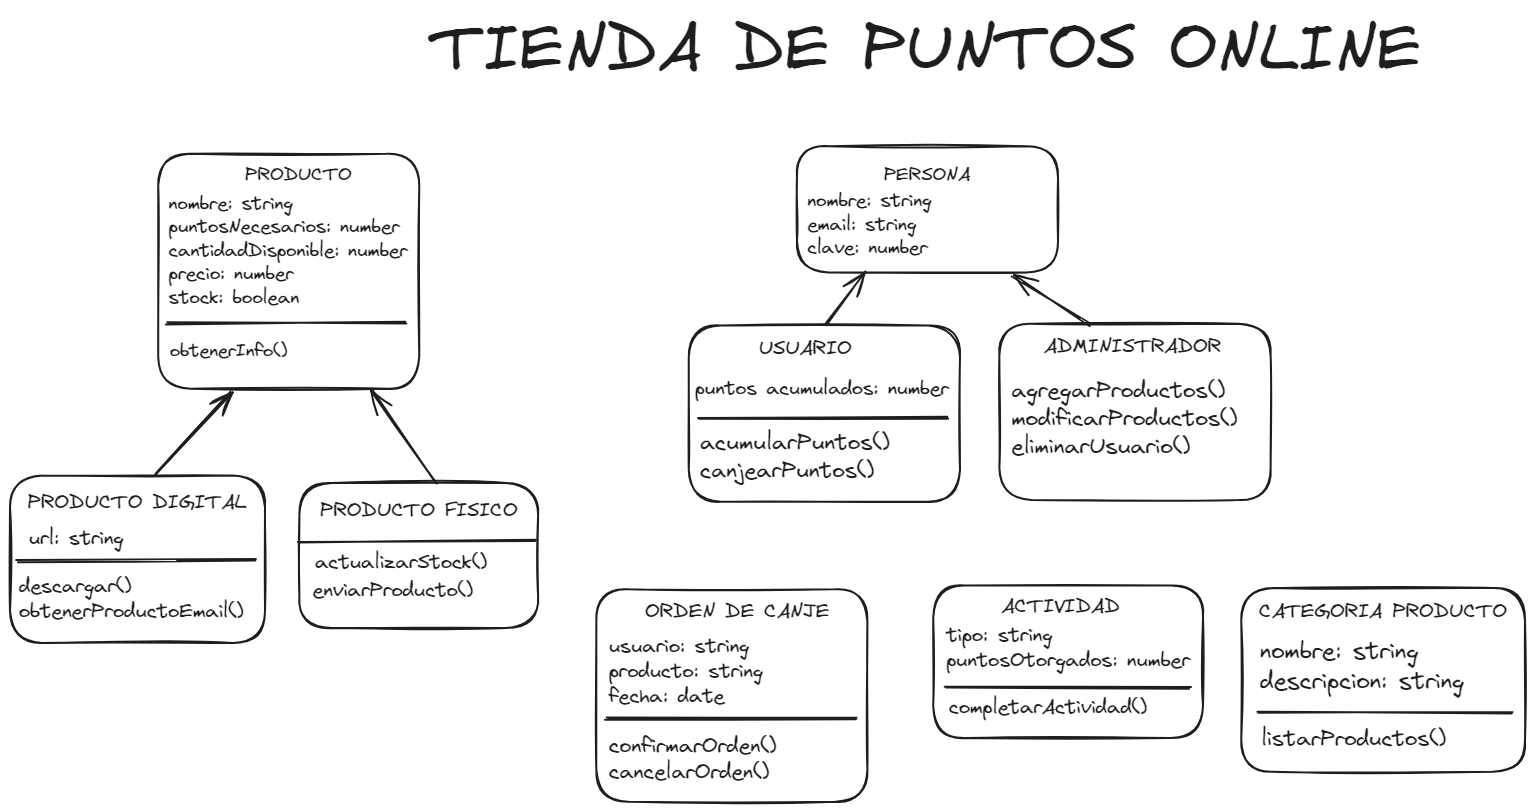 TIENDA DE PUNTOS ONLINE
PRODUCTO
nombre: string
puntosNecesarios: number
cantidadDisponible: number
precio: number
stock: boolean
obtenerInfo()
PERSONA
nombre: string
email: string
clave: number
USUARIO
puntos acumulados: number
acumularPuntos()
canjearPuntos()
ADMINISTRADOR
agregarProductos()
modificarProductos()
eliminarUsuario()
PRODUCTO DIGITAL
url: string
descargar()
obtenerProductoEmail()
PRODUCTO FISICO
actualizarStock()
enviarProducto()
ORDEN DE CANJE
usuario: string
producto: string
fecha: date
confirmarOrden()
cancelarOrden()
ACTIVIDAD
tipo: string
puntosOtorgados: number
completarActividad()
CATEGORIA PRODUCTO
nombre: string
descripcion: string
listarProductos()